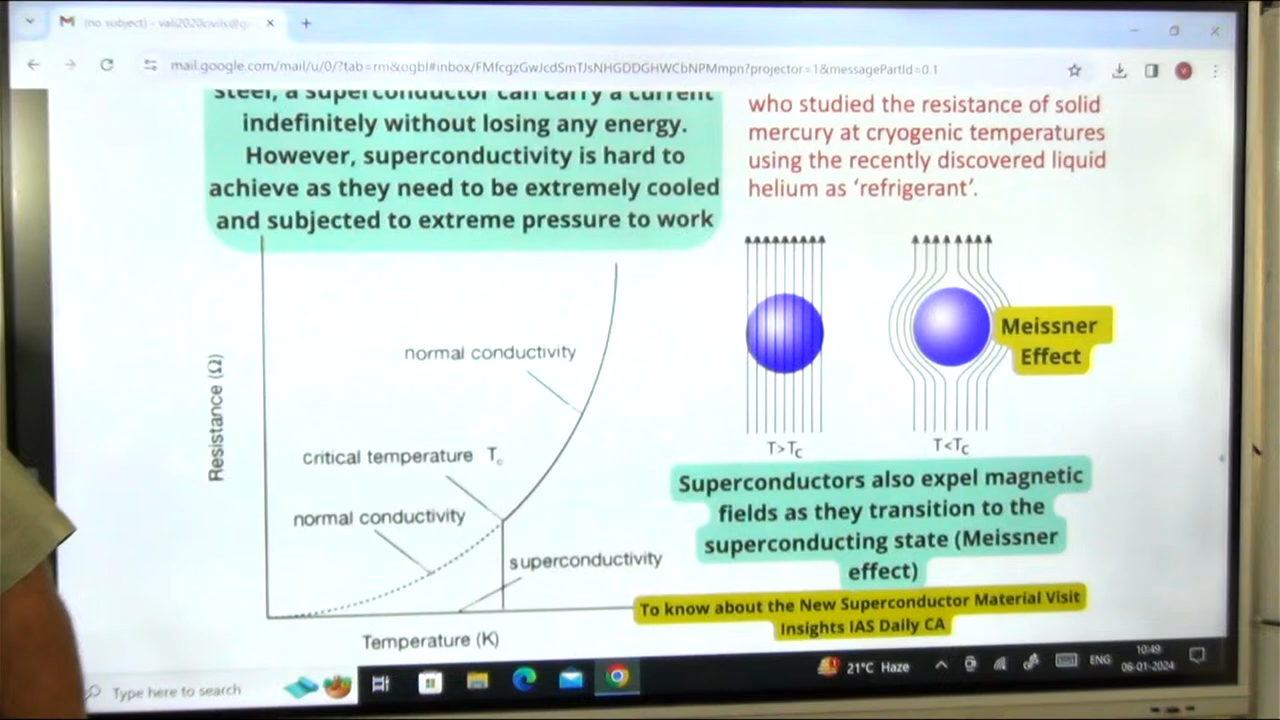 (no subject) - vali2020civils@g
mail.google.com/mail/u/0/?tab=rm&ogbl#inbox/FMfcgzGwJcdSmTJsNHGDDGHWCbNPMmpn?projector=1&messagePartId=0.1
steel, a superconductor can carry a current
indefinitely without losing any energy.
However, superconductivity is hard to
achieve as they need to be extremely cooled
and subjected to extreme pressure to work
who studied the resistance of solid
mercury at cryogenic temperatures
using the recently discovered liquid
helium as ‘refrigerant’.
Resistance (Ω)
normal conductivity
critical temperature Tc
normal conductivity
superconductivity
Temperature (K)
T>Tc
T<Tc
Meissner
Effect
Superconductors also expel magnetic
fields as they transition to the
superconducting state (Meissner
effect)
To know about the New Superconductor Material Visit
Insights IAS Daily CA
Type here to search
21°C Haze
ENG
10:49
06-01-2024